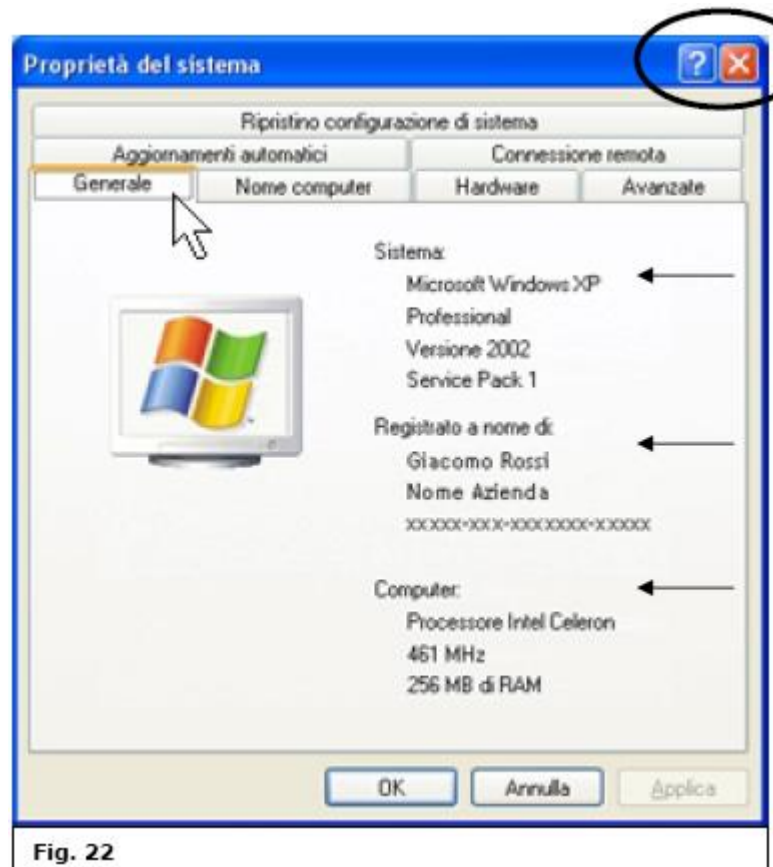 Proprietà del sistema
?
Ripristino configurazione di sistema
Aggiornamenti automatici Connessione remota
Generale Nome computer Hardware Avanzate
Sistema:
Microsoft Windows XP
Professional
Versione 2002
Service Pack 1
Registrato a nome di:
Giacomo Rossi
Nome Azienda
xxxxx-xxx-xxxxxxx-xxxxx
Computer:
Processore Intel Celeron
461 MHz
256 MB di RAM
OK Annulla Applica
Fig. 22